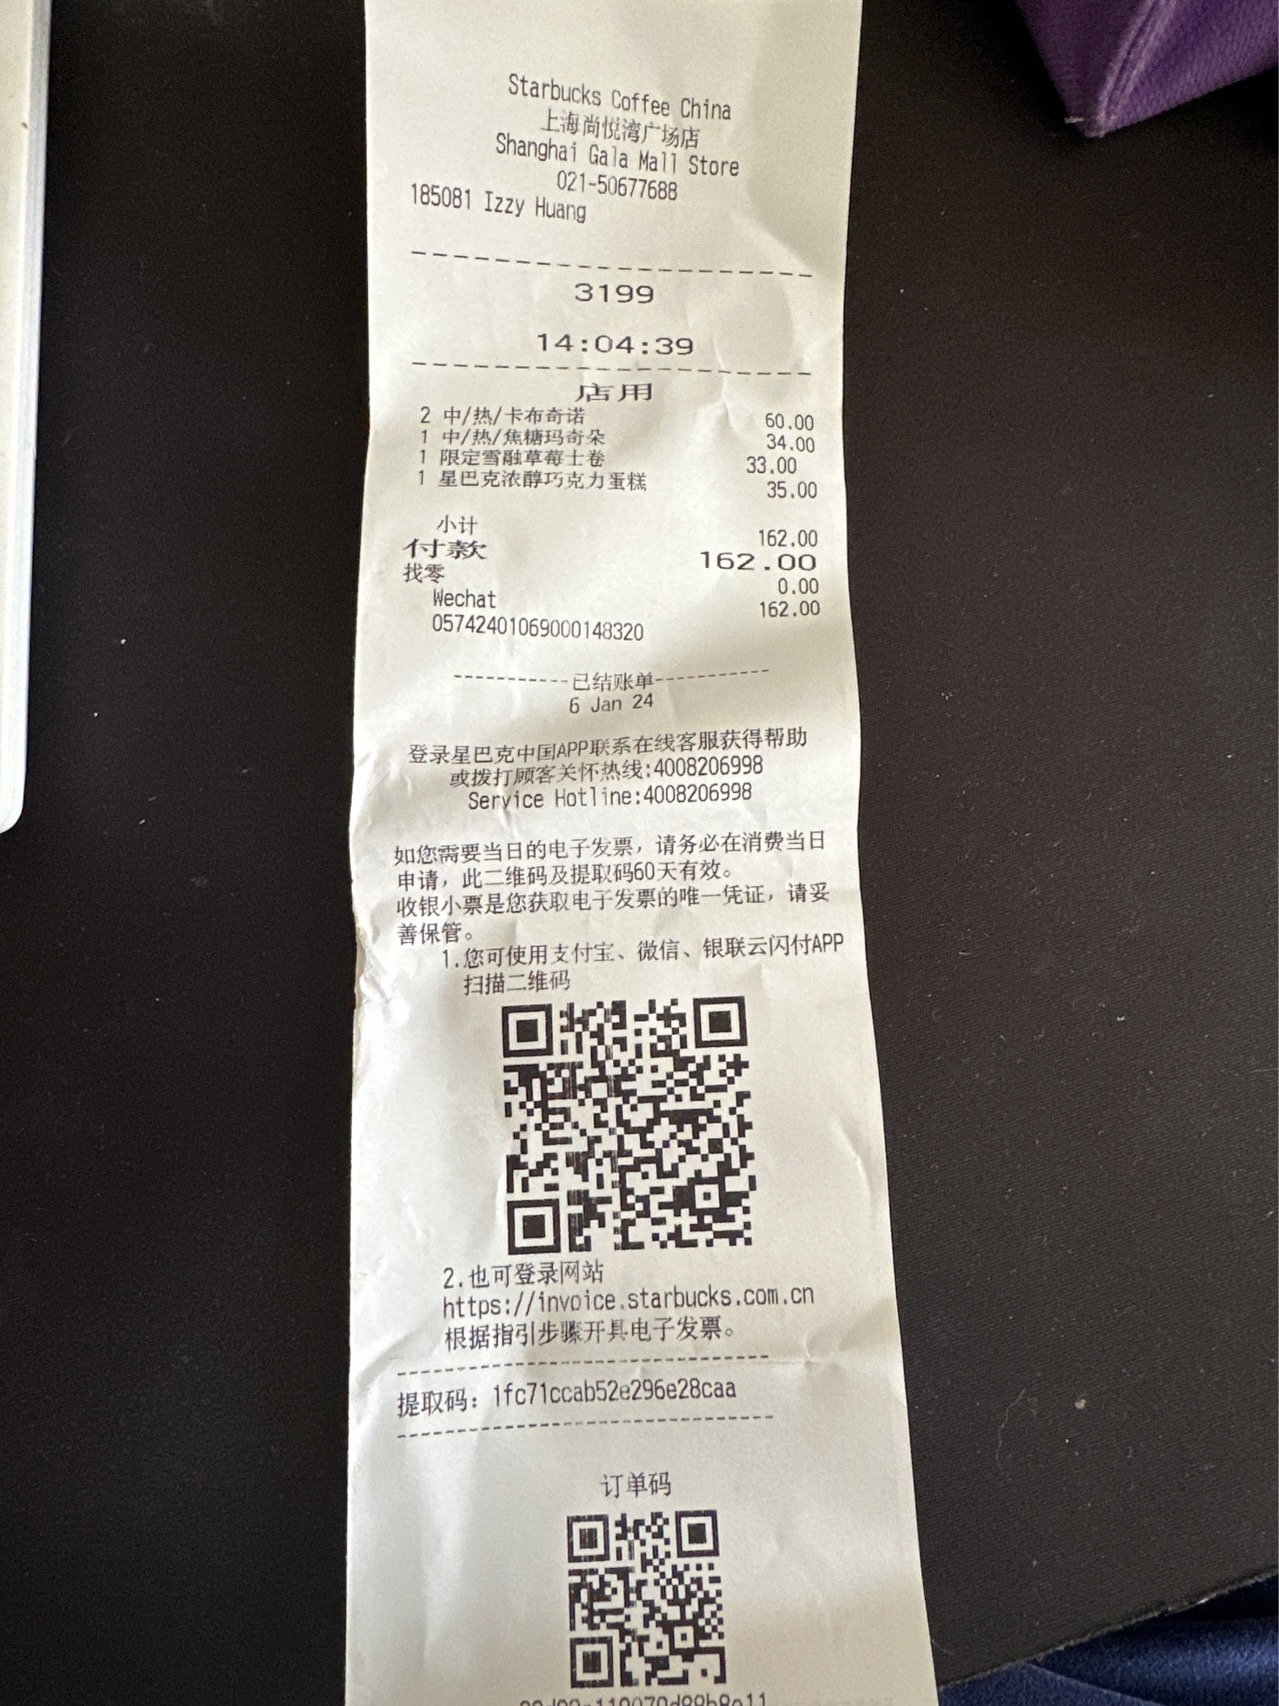 Starbucks Coffee China
上海尚悦湾广场店
Shanghai Gala Mall Store
021-50677688
185081 Izzy Huang
3199
14:04:39
店用
2 中/热/卡布奇诺 60.00
1 中/热/焦糖玛奇朵 34.00
1 限定雪融草莓士卷 33.00
1 星巴克浓醇巧克力蛋糕 35.00
小计 162.00
付款 162.00
找零 0.00
Wechat 162.00
05742401069000148320
----------已结账单----------
6 Jan 24
登录星巴克中国APP联系在线客服获得帮助
或拨打顾客关怀热线:4008206998
Service Hotline:4008206998
如您需要当日的电子发票，请务必在消费当日
申请，此二维码及提取码60天有效。
收银小票是您获取电子发票的唯一凭证，请妥
善保管。
1.您可使用支付宝、微信、银联云闪付APP
扫描二维码
2.也可登录网站
https://invoice.starbucks.com.cn
根据指引步骤开具电子发票。
提取码：1fc71ccab52e296e28caa
订单码